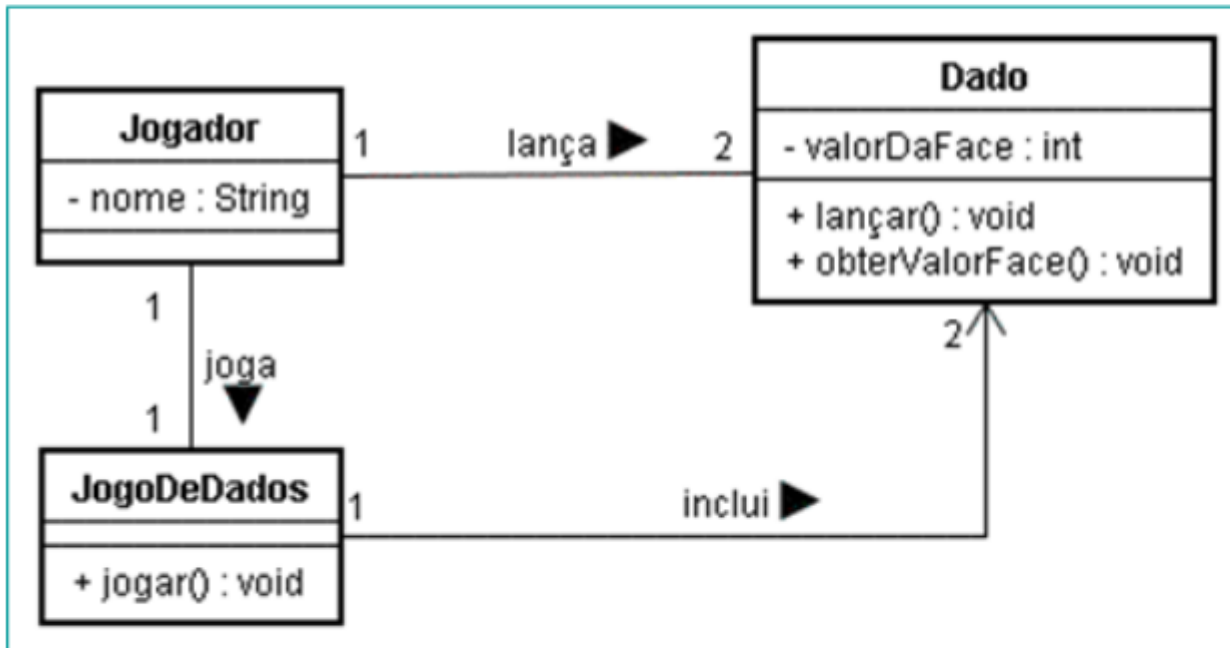 Jogador
- nome : String
1
lança
2
Dado
- valorDaFace : int
+ lançar() : void
+ obterValorFace() : void
1
joga
1
JogoDeDados
+ jogar() : void
1
inclui
2